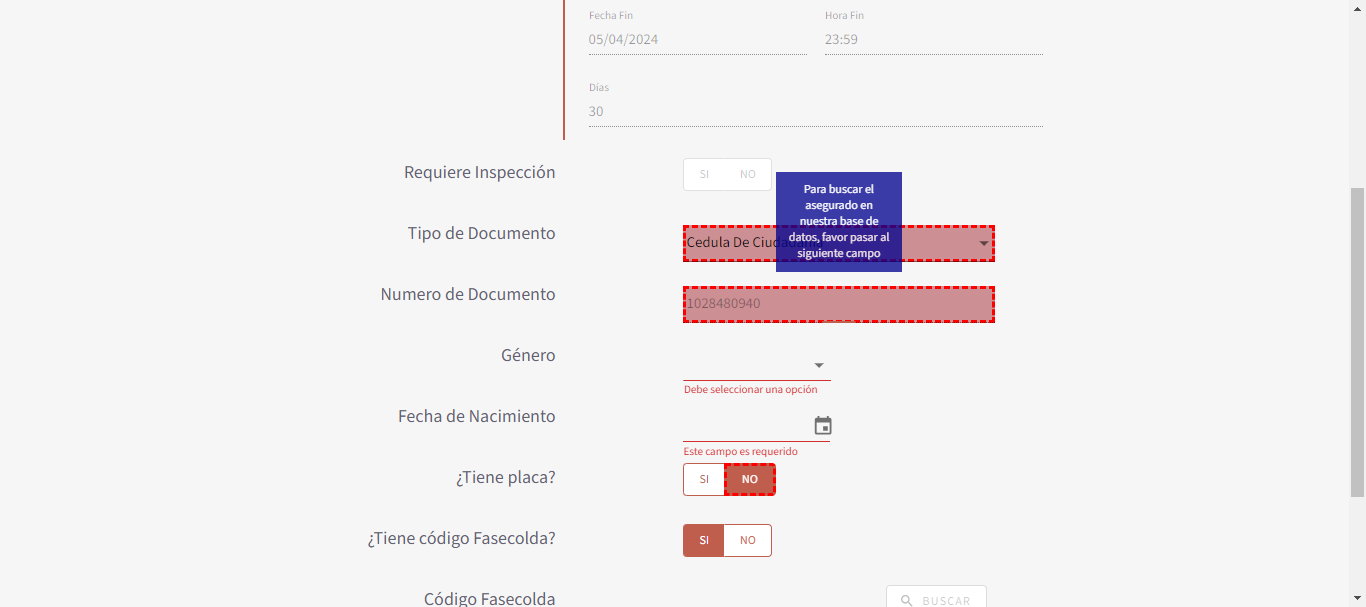 Fecha Fin
Hora Fin
05/04/2024
23:59
Días
30
Requiere Inspección
SI NO
Para buscar el
asegurado en
nuestra base de
datos, favor pasar al
siguiente campo
Tipo de Documento
Cedula De Ciudadania
Numero de Documento
1028480940
Género
Debe seleccionar una opción
Fecha de Nacimiento
Este campo es requerido
¿Tiene placa?
SI NO
¿Tiene código Fasecolda?
SI NO
Código Fasecolda
BUSCAR